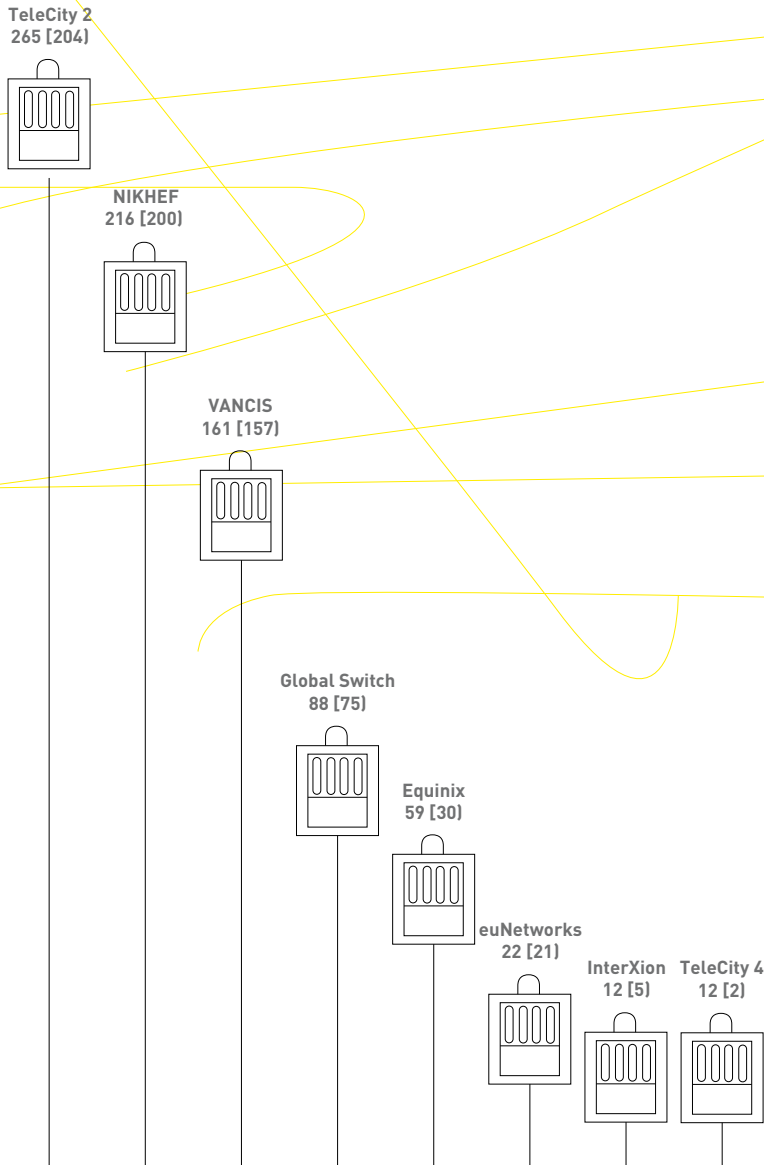 TeleCity 2
265 [204]
NIKHEF
216 [200]
VANCIS
161 [157]
Global Switch
88 [75]
Equinix
59 [30]
euNetworks
22 [21]
InterXion
12 [5]
TeleCity 4
12 [2]